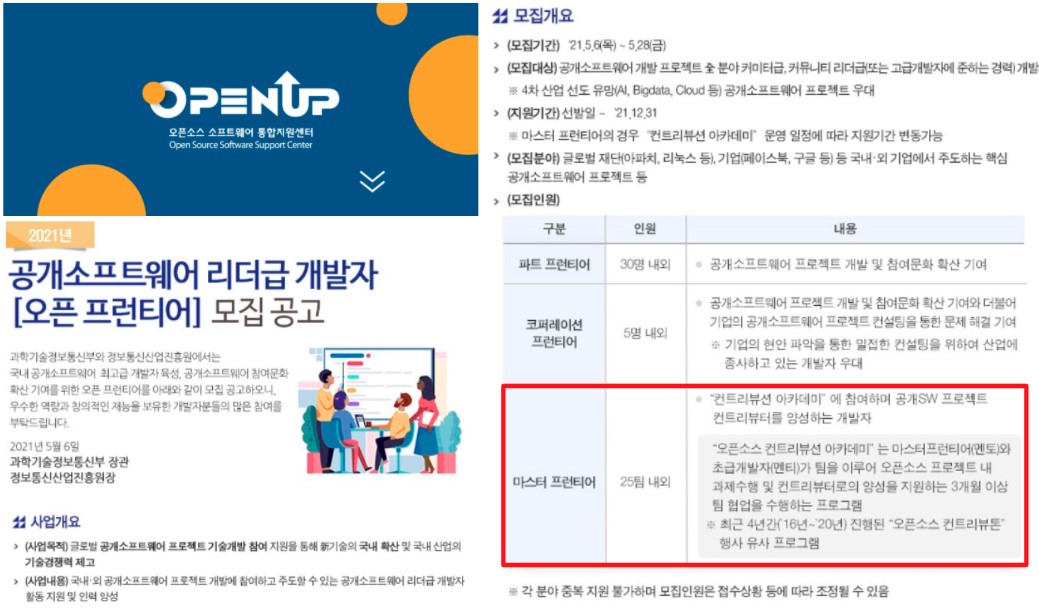 OPENUP
오픈소스 소프트웨어 통합지원센터
Open Source Software Support Center
2021년
공개소프트웨어 리더급 개발자
[오픈 프런티어] 모집 공고
과학기술정보통신부와 정보통신산업진흥원에서는
국내 공개소프트웨어 최고급 개발자 육성, 공개소프트웨어 참여문화
확산 기여를 위한 오픈 프런티어를 아래와 같이 모집 공고하오니,
우수한 역량과 창의적인 재능을 보유한 개발자분들의 많은 참여를
부탁드립니다.
2021년 5월 6일
과학기술정보통신부 장관
정보통신산업진흥원장
사업개요
› (사업목적) 글로벌 공개소프트웨어 프로젝트 기술개발 참여 지원을 통해 新기술의 국내 확산 및 국내 산업의
기술경쟁력 제고
› (사업내용) 국내·외 공개소프트웨어 프로젝트 개발에 참여하고 주도할 수 있는 공개소프트웨어 리더급 개발자
활동 지원 및 인력 양성
모집개요
› (모집기간) '21.5.6(목) ~ 5.28(금)
› (모집대상) 공개소프트웨어 개발 프로젝트 全 분야 커미터급, 커뮤니티 리더급(또는 고급개발자에 준하는 경력) 개발
※ 4차 산업 선도 유망(AI, Bigdata, Cloud 등) 공개소프트웨어 프로젝트 우대
› (지원기간) 선발일 ~ '21.12.31
※ 마스터 프런티어의 경우 "컨트리뷰션 아카데미" 운영 일정에 따라 지원기간 변동가능
› (모집분야) 글로벌 재단(아파치, 리눅스 등), 기업(페이스북, 구글 등) 등 국내·외 기업에서 주도하는 핵심
공개소프트웨어 프로젝트 등
› (모집인원)
구분 인원 내용
파트 프런티어 30명 내외 공개소프트웨어 프로젝트 개발 및 참여문화 확산 기여
코퍼레이션
프런티어
5명 내외
공개소프트웨어 프로젝트 개발 및 참여문화 확산 기여와 더불어
기업의 공개소프트웨어 프로젝트 컨설팅을 통한 문제 해결 기여
※ 기업의 현안 파악을 통한 밀접한 컨설팅을 위하여 산업에
종사하고 있는 개발자 우대
마스터 프런티어
25팀 내외
"컨트리뷰션 아카데미" 에 참여하며 공개SW 프로젝트
컨트리뷰터를 양성하는 개발자
"오픈소스 컨트리뷰션 아카데미" 는 마스터프런티어(멘토)와
초급개발자(멘티)가 팀을 이루어 오픈소스 프로젝트 내
과제수행 및 컨트리뷰터로의 양성을 지원하는 3개월 이상
팀 협업을 수행하는 프로그램
※ 최근 4년간('16년~'20년) 진행된 "오픈소스 컨트리뷰톤"
행사 유사 프로그램
※ 각 분야 중복 지원 불가하며 모집인원은 접수상황 등에 따라 조정될 수 있음